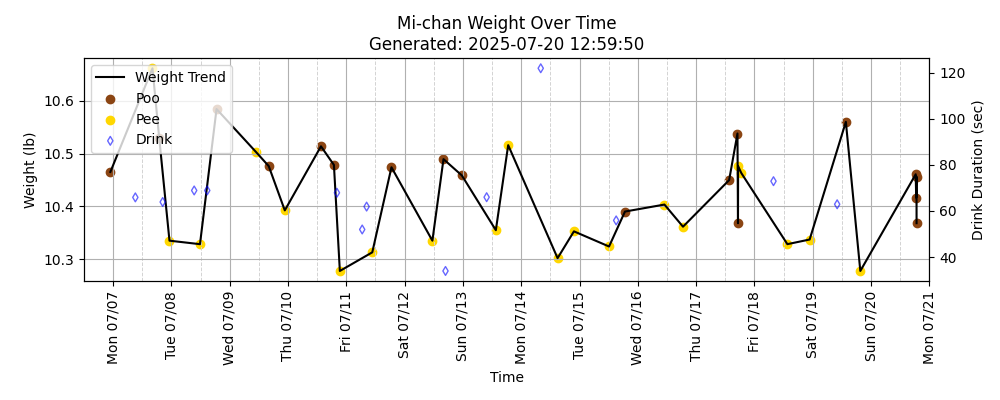 Mi-chan Weight Over Time
Generated: 2025-07-20 12:59:50
Weight Trend
Poo
Pee
Drink
Weight (lb)
10.6
10.5
10.4
10.3
Drink Duration (sec)
120
100
80
60
40
Mon 07/07
Tue 07/08
Wed 07/09
Thu 07/10
Fri 07/11
Sat 07/12
Sun 07/13
Mon 07/14
Tue 07/15
Wed 07/16
Thu 07/17
Fri 07/18
Sat 07/19
Sun 07/20
Mon 07/21
Time